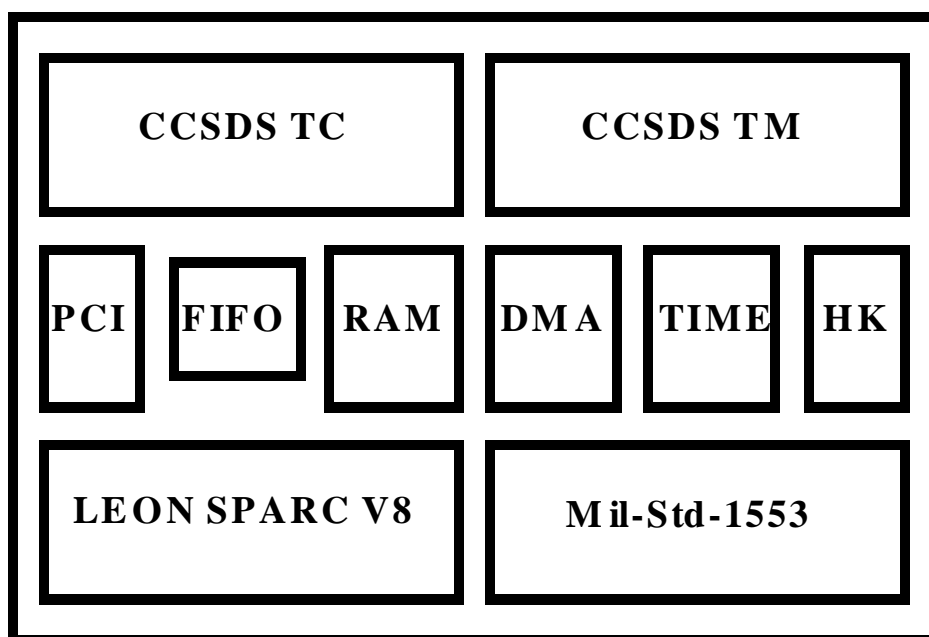 CCSDS TC
CCSDS TM
PCI
FIFO
RAM
DMA
TIME
HK
LEON SPARC V8
Mil-Std-1553